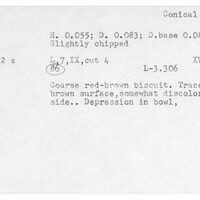 Conical
H. 0.055; D. 0.083; D.base 0.0
Slightly chipped
2 z L,7,IX,cut 4 XV
86 L-3.306
Coarse red-brown biscuit. Trace
brown surface,somewhat discolor
side.. Depression in bowl,